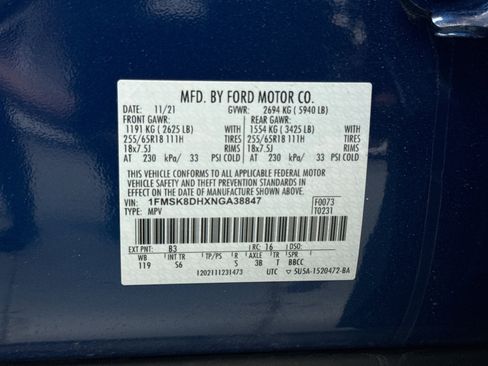 MFD. BY FORD MOTOR CO.
DATE: 11/21 GVWR: 2694 KG ( 5940 LB)
FRONT GAWR: REAR GAWR:
1191 KG ( 2625 LB) WITH 1554 KG ( 3425 LB) WITH
255/65R18 111H TIRES 255/65R18 111H TIRES
18x7.5J RIMS 18x7.5J RIMS
AT 230 kPa/ 33 PSI COLD AT 230 kPa/ 33 PSI COLD
THIS VEHICLE CONFORMS TO ALL APPLICABLE FEDERAL MOTOR
VEHICLE SAFETY AND THEFT PREVENTION STANDARDS IN EFFECT ON
THE DATE OF MANUFACTURE SHOWN ABOVE.
VIN: 1FMSK8DHXNGA38847 F0073
TYPE: MPV T0231
EXT PNT: B3 RC: 16 DSO:
WB INT TR TP/PS R AXLE TR SPR
119 S6 S 3B T BBCC
1202111231473 UTC ▽ 5U5A-1520472-BA